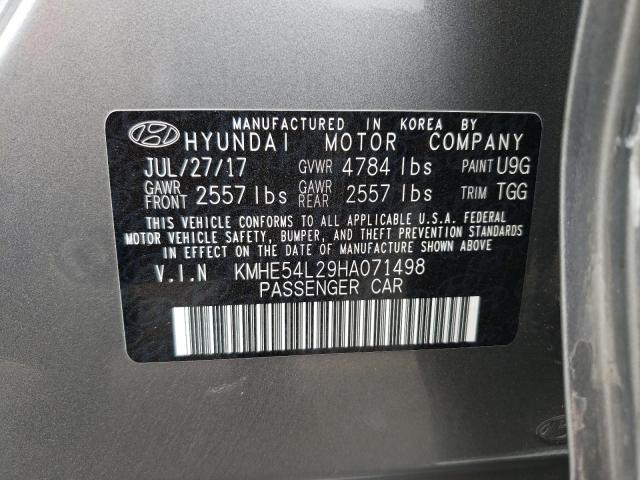 MANUFACTURED IN KOREA BY
HYUNDAI MOTOR COMPANY
JUL/27/17 GVWR 4784 lbs PAINT U9G
GAWR FRONT 2557 lbs GAWR REAR 2557 lbs TRIM TGG
THIS VEHICLE CONFORMS TO ALL APPLICABLE U.S.A. FEDERAL
MOTOR VEHICLE SAFETY, BUMPER, AND THEFT PREVENTION STANDARDS
IN EFFECT ON THE DATE OF MANUFACTURE SHOWN ABOVE.
V.I.N KMHE54L29HA071498
PASSENGER CAR